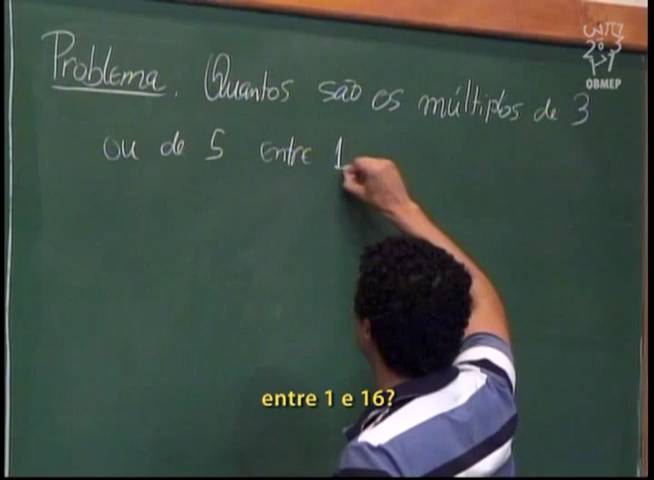 Problema. Quantos são os múltiplos de 3
ou de 5 entre 1
OBMEP
entre 1 e 16?